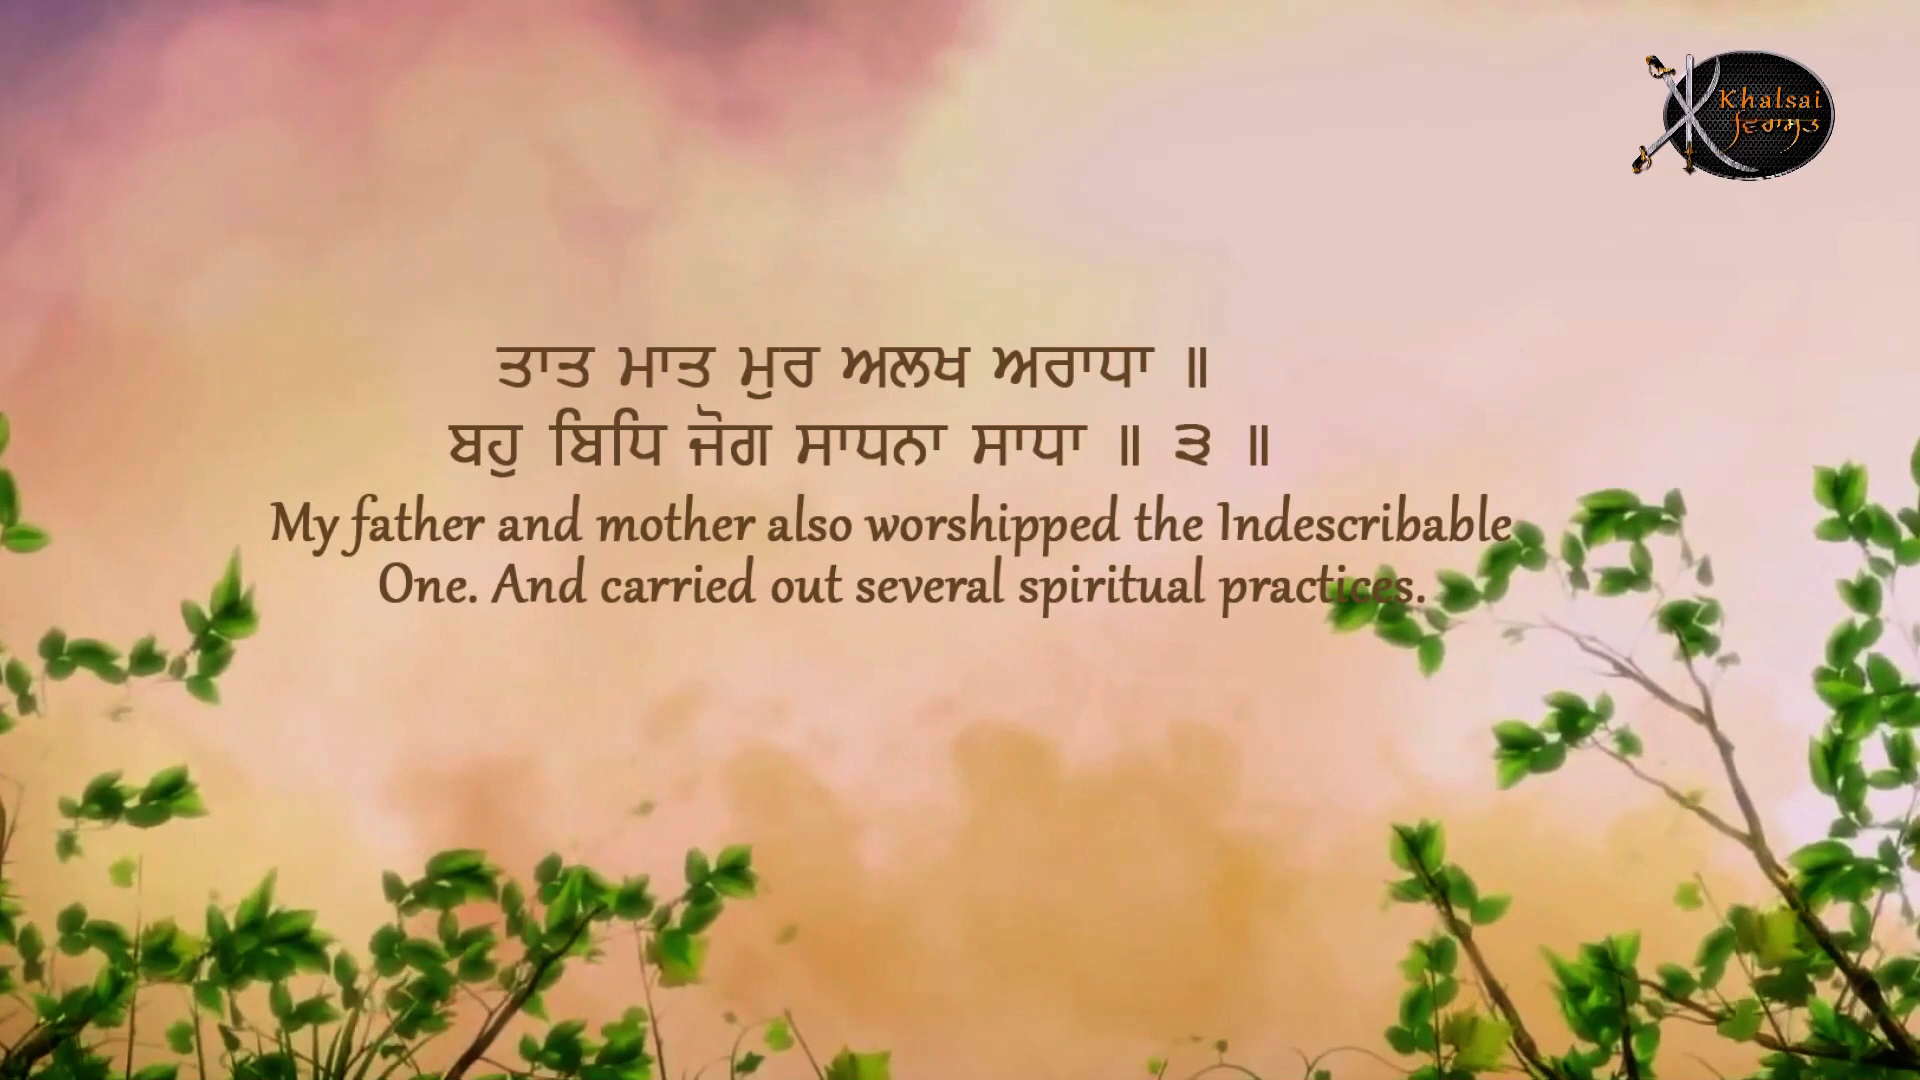 Khalsai
ਵਿਰਾਸਤ
ਤਾਤ ਮਾਤ ਮੁਰ ਅਲਖ ਅਰਾਧਾ ॥
ਬਹੁ ਬਿਧਿ ਜੋਗ ਸਾਧਨਾ ਸਾਧਾ ॥ ੩ ॥
My father and mother also worshipped the Indescribable
One. And carried out several spiritual practices.